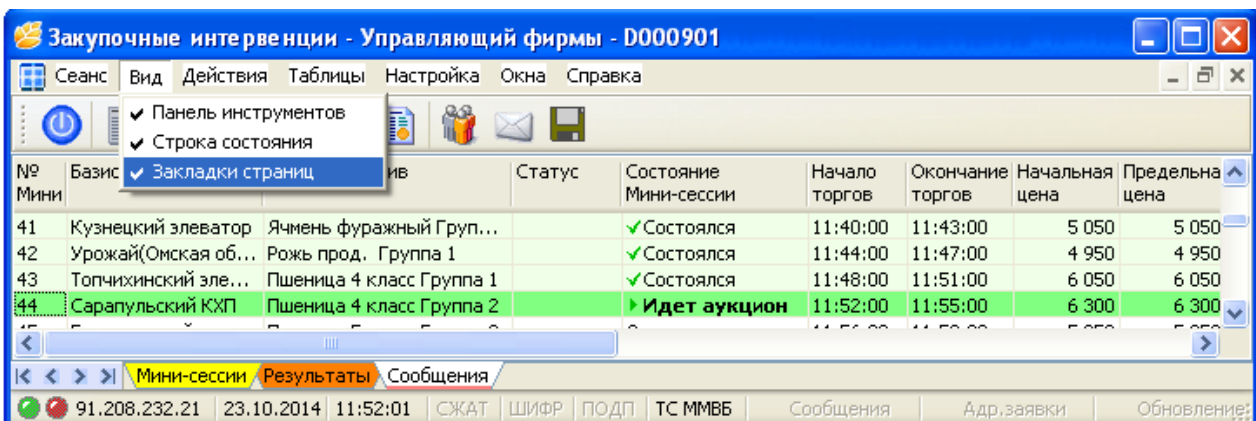 Закупочные интервенции - Управляющий фирмы - D000901
Сеанс Вид Действия Таблицы Настройка Окна Справка
Панель инструментов
Строка состояния
Закладки страниц
№ Мини Базис ив Статус Состояние Мини-сессии Начало торгов Окончание торгов Начальная цена Предельна цена
41 Кузнецкий элеватор Ячмень фуражный Груп... Состоялся 11:40:00 11:43:00 5 050 5 050
42 Урожай(Омская об... Рожь прод. Группа 1 Состоялся 11:44:00 11:47:00 4 950 4 950
43 Топчихинский эле... Пшеница 4 класс Группа 1 Состоялся 11:48:00 11:51:00 6 050 6 050
44 Сарапульский КХП Пшеница 4 класс Группа 2 Идет аукцион 11:52:00 11:55:00 6 300 6 300
Мини-сессии Результаты Сообщения
91.208.232.21 23.10.2014 11:52:01 СЖАТ ШИФР ПОДП ТС ММВБ Сообщения Адр.заявки Обновление: